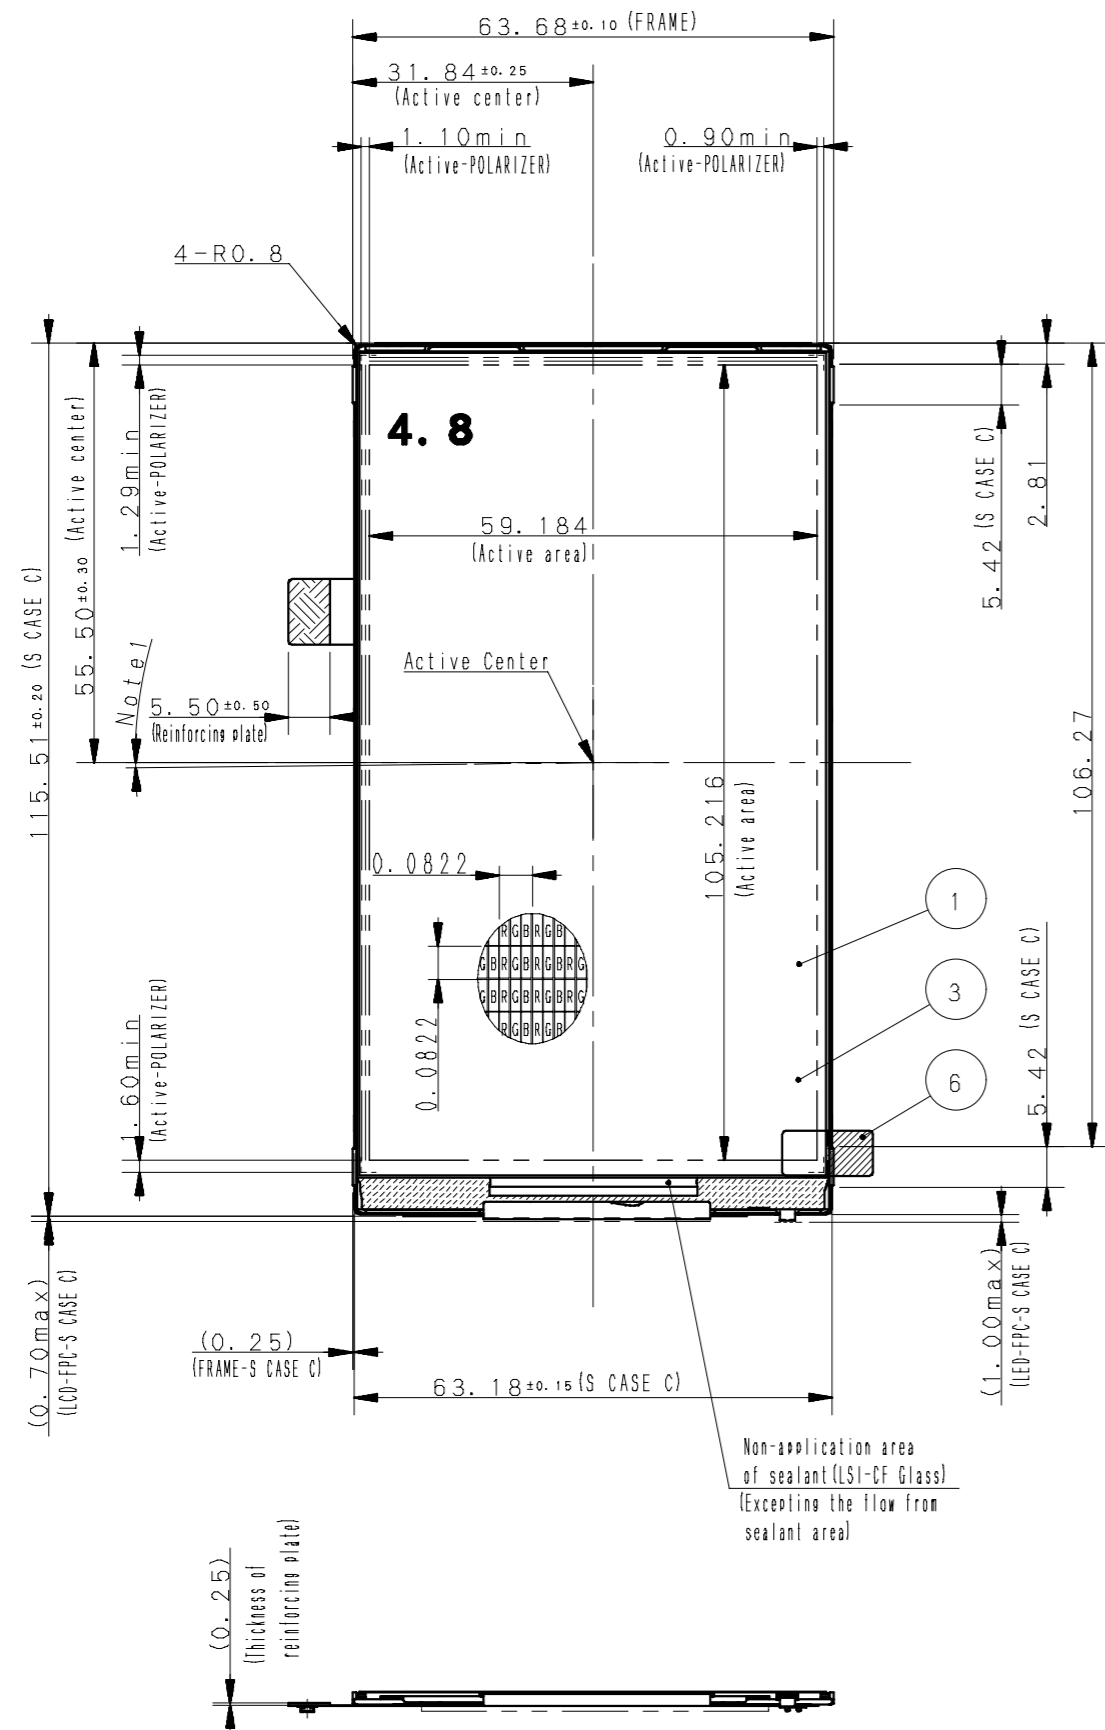 63.68±0.10 (FRAME)
31.84±0.25
(Active center)
1.10min
(Active-POLARIZER)
0.90min
(Active-POLARIZER)
4-R0.8
115.51±0.20 (S CASE C)
55.50±0.30 (Active center)
1.29min
(Active-POLARIZER)
4.8
5.42 (S CASE C)
2.81
59.184
(Active area)
Note1
5.50±0.50
(Reinforcing plate)
Active Center
105.216
(Active area)
106.27
0.0822
RGBRGB
GBRGBRGBRG
GBRGBRGBRG
RGBRGB
0.0822
1
3
6
1.60min
(Active-POLARIZER)
5.42 (S CASE C)
(0.70max)
(LCD-FPC-S CASE C)
(0.25)
(FRAME-S CASE C)
63.18±0.15 (S CASE C)
(1.00max)
(LED-FPC-S CASE C)
Non-application area
of sealant(LSI-CF Glass)
(Excepting the flow from
sealant area)
(0.25)
(Thickness of
reinforcing plate)